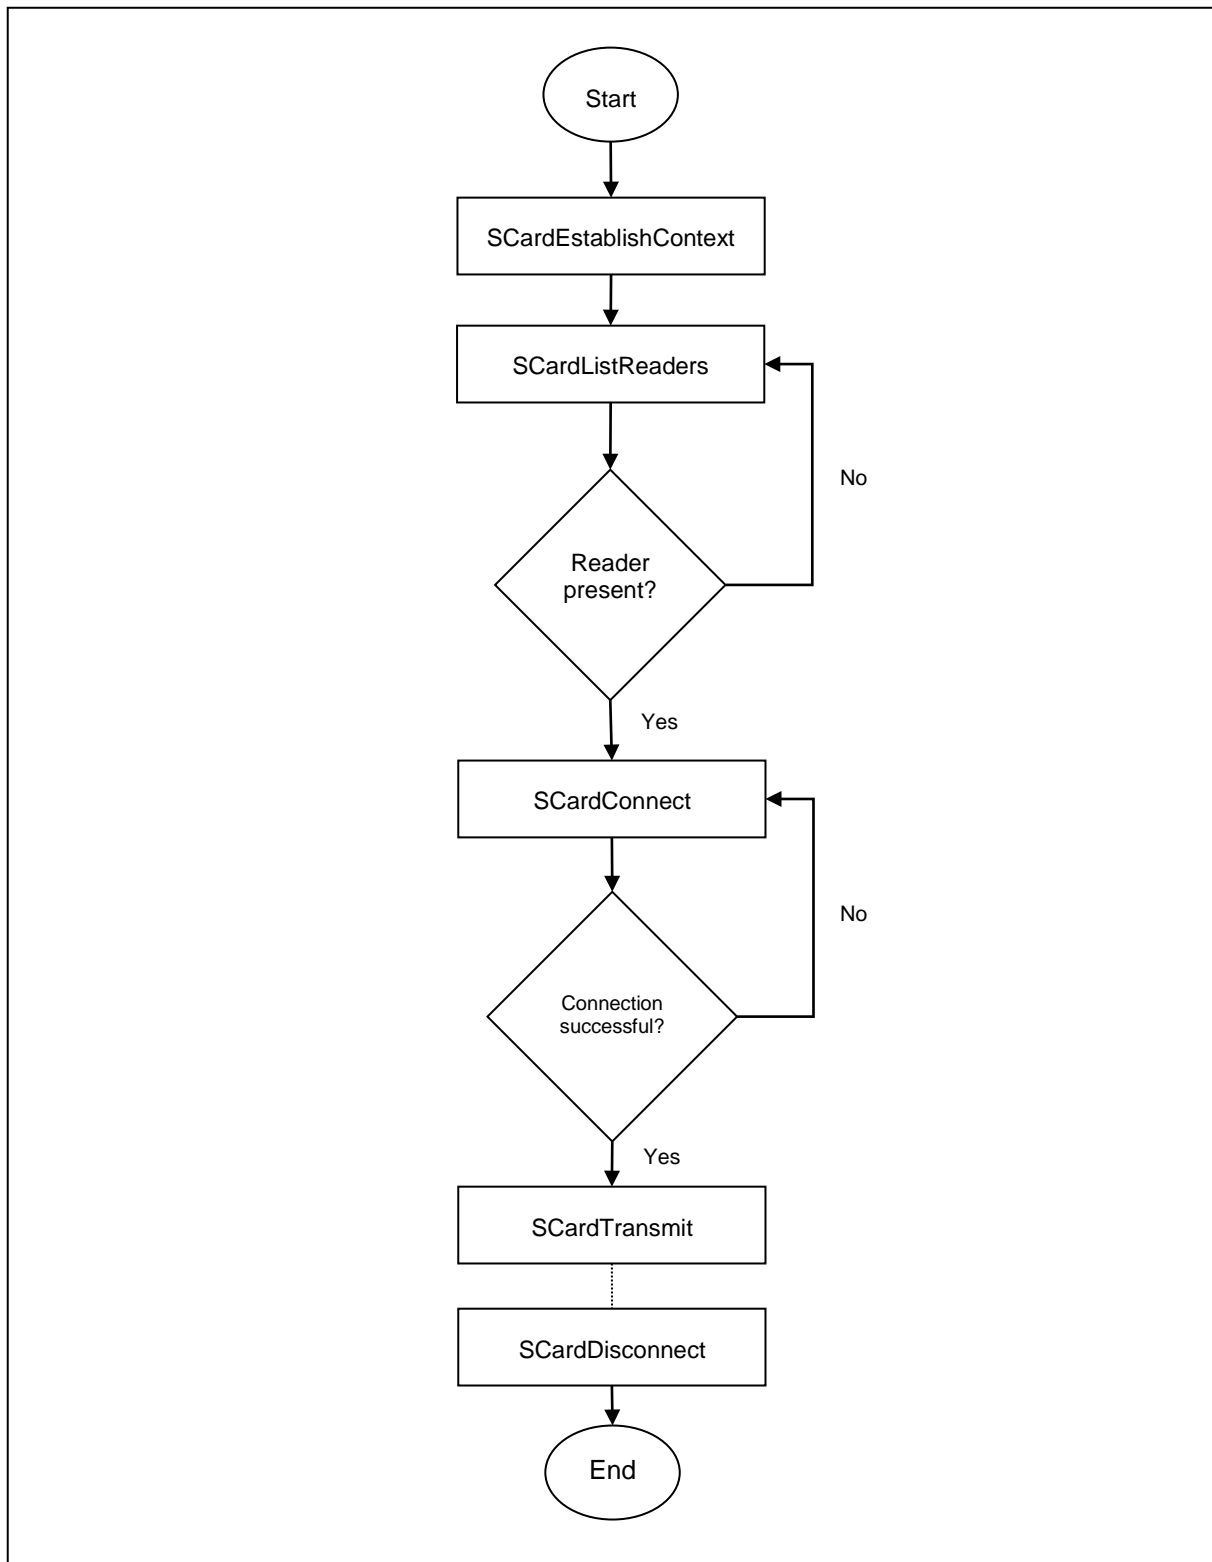 Start
SCardEstablishContext
SCardListReaders
No
Reader
present?
Yes
SCardConnect
No
Connection
successful?
Yes
SCardTransmit
SCardDisconnect
End